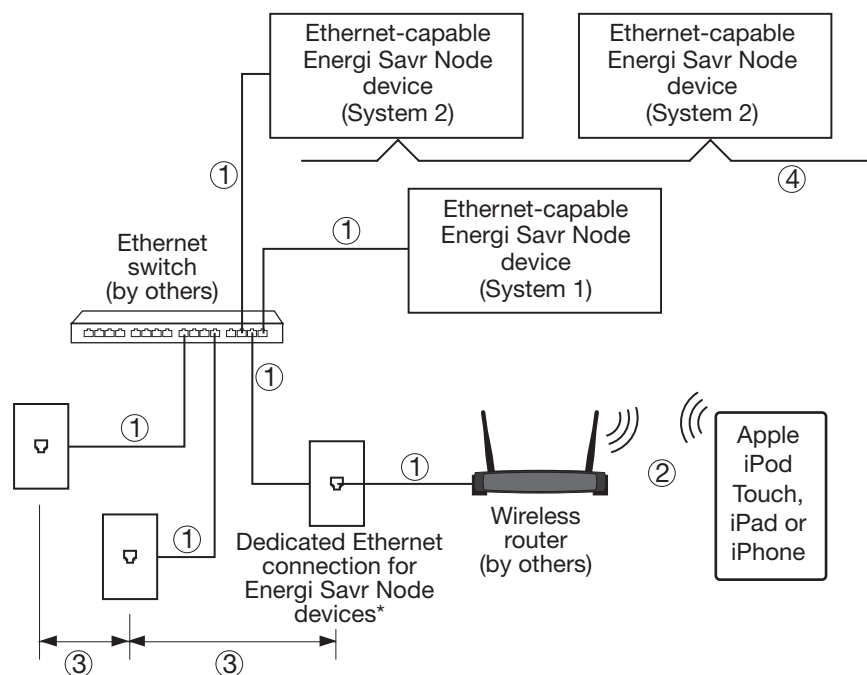 Ethernet-capable
Energi Savr Node
device
(System 2)
Ethernet-capable
Energi Savr Node
device
(System 2)
①
④
Ethernet-capable
Energi Savr Node
device
(System 1)
①
Ethernet
switch
(by others)
①
①
①
②
Apple
iPod
Touch,
iPad or
iPhone
①
Wireless
router
(by others)
Dedicated Ethernet
connection for
Energi Savr Node
devices*
③
③